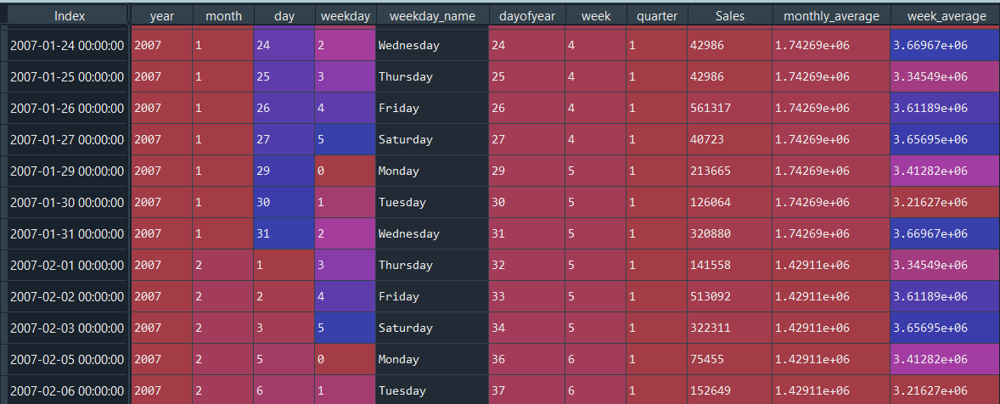 Index year month day weekday weekday_name dayofyear week quarter Sales monthly_average week_average
2007-01-24 00:00:00 2007 1 24 2 Wednesday 24 4 1 42986 1.74269e+06 3.66967e+06
2007-01-25 00:00:00 2007 1 25 3 Thursday 25 4 1 42986 1.74269e+06 3.34549e+06
2007-01-26 00:00:00 2007 1 26 4 Friday 26 4 1 561317 1.74269e+06 3.61189e+06
2007-01-27 00:00:00 2007 1 27 5 Saturday 27 4 1 40723 1.74269e+06 3.65695e+06
2007-01-29 00:00:00 2007 1 29 0 Monday 29 5 1 213665 1.74269e+06 3.41282e+06
2007-01-30 00:00:00 2007 1 30 1 Tuesday 30 5 1 126064 1.74269e+06 3.21627e+06
2007-01-31 00:00:00 2007 1 31 2 Wednesday 31 5 1 320880 1.74269e+06 3.66967e+06
2007-02-01 00:00:00 2007 2 1 3 Thursday 32 5 1 141558 1.42911e+06 3.34549e+06
2007-02-02 00:00:00 2007 2 2 4 Friday 33 5 1 513092 1.42911e+06 3.61189e+06
2007-02-03 00:00:00 2007 2 3 5 Saturday 34 5 1 322311 1.42911e+06 3.65695e+06
2007-02-05 00:00:00 2007 2 5 0 Monday 36 6 1 75455 1.42911e+06 3.41282e+06
2007-02-06 00:00:00 2007 2 6 1 Tuesday 37 6 1 152649 1.42911e+06 3.21627e+06